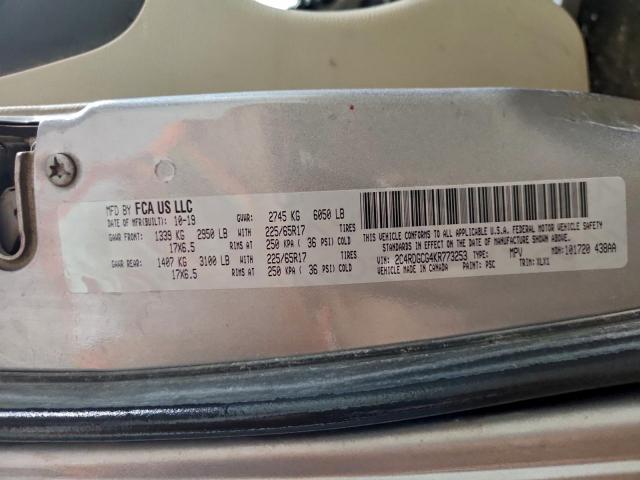 MFD BY FCA US LLC
DATE OF MFR(BUILT): 10-19 GVWR: 2745 KG 6050 LB
GAWR FRONT: 1339 KG 2950 LB WITH 225/65R17 TIRES
17X6.5 RIMS AT 250 KPA ( 36 PSI) COLD
GAWR REAR: 1407 KG 3100 LB WITH 225/65R17 TIRES
17X6.5 RIMS AT 250 KPA ( 36 PSI) COLD
THIS VEHICLE CONFORMS TO ALL APPLICABLE U.S.A. FEDERAL MOTOR VEHICLE SAFETY
STANDARDS IN EFFECT ON THE DATE OF MANUFACTURE SHOWN ABOVE.
VIN: 2C4RDGCG4KR773253 TYPE: MPV MDH: 101720 438AA
VEHICLE MADE IN CANADA PAINT: PSC TRIM: VLX1